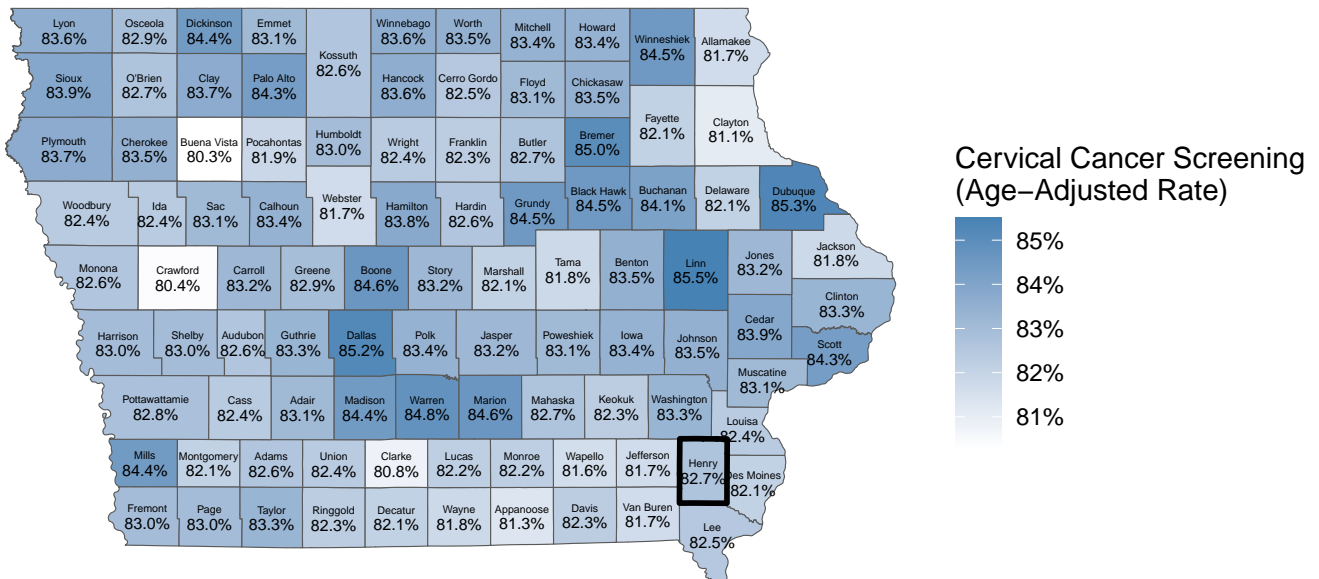 Lyon
83.6%
Osceola
82.9%
Dickinson
84.4%
Emmet
83.1%
Kossuth
82.6%
Winnebago
83.6%
Worth
83.5%
Mitchell
83.4%
Howard
83.4%
Winneshiek
84.5%
Allamakee
81.7%
Sioux
83.9%
O'Brien
82.7%
Clay
83.7%
Palo Alto
84.3%
Hancock
83.6%
Cerro Gordo
82.5%
Floyd
83.1%
Chickasaw
83.5%
Fayette
82.1%
Clayton
81.1%
Plymouth
83.7%
Cherokee
83.5%
Buena Vista
80.3%
Pocahontas
81.9%
Humboldt
83.0%
Wright
82.4%
Franklin
82.3%
Butler
82.7%
Bremer
85.0%
Woodbury
82.4%
Ida
82.4%
Sac
83.1%
Calhoun
83.4%
Webster
81.7%
Hamilton
83.8%
Hardin
82.6%
Grundy
84.5%
Black Hawk
84.5%
Buchanan
84.1%
Delaware
82.1%
Dubuque
85.3%
Monona
82.6%
Crawford
80.4%
Carroll
83.2%
Greene
82.9%
Boone
84.6%
Story
83.2%
Marshall
82.1%
Tama
81.8%
Benton
83.5%
Linn
85.5%
Jones
83.2%
Jackson
81.8%
Clinton
83.3%
Harrison
83.0%
Shelby
83.0%
Audubon
82.6%
Guthrie
83.3%
Dallas
85.2%
Polk
83.4%
Jasper
83.2%
Poweshiek
83.1%
Iowa
83.4%
Johnson
83.5%
Cedar
83.9%
Scott
84.3%
Muscatine
83.1%
Pottawattamie
82.8%
Cass
82.4%
Adair
83.1%
Madison
84.4%
Warren
84.8%
Marion
84.6%
Mahaska
82.7%
Keokuk
82.3%
Washington
83.3%
Louisa
82.4%
Mills
84.4%
Montgomery
82.1%
Adams
82.6%
Union
82.4%
Clarke
80.8%
Lucas
82.2%
Monroe
82.2%
Wapello
81.6%
Jefferson
81.7%
Henry
82.7%
Des Moines
82.1%
Fremont
83.0%
Page
83.0%
Taylor
83.3%
Ringgold
82.3%
Decatur
82.1%
Wayne
81.8%
Appanoose
81.3%
Davis
82.3%
Van Buren
81.7%
Lee
82.5%
Cervical Cancer Screening
(Age−Adjusted Rate)
85%
84%
83%
82%
81%